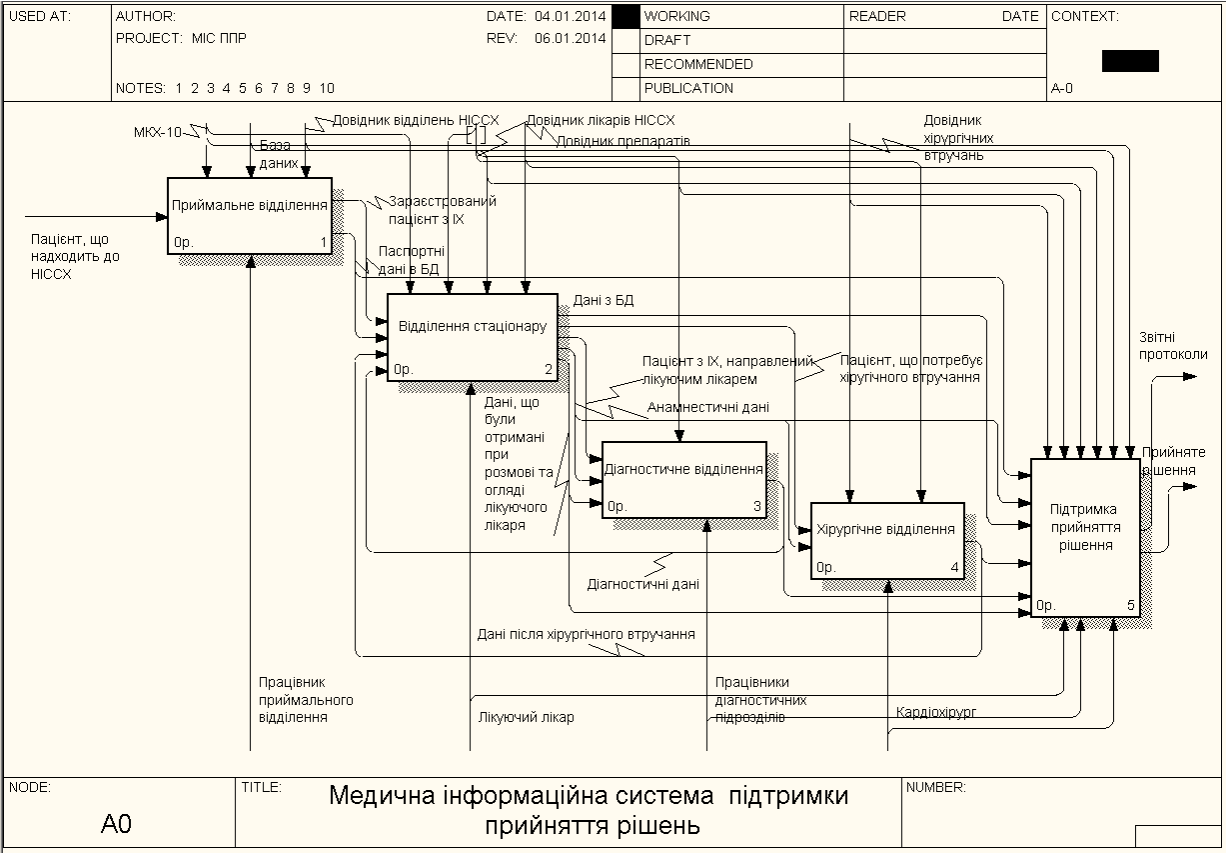 USED AT:
AUTHOR:
DATE: 04.01.2014
PROJECT: МІС ППР
REV: 06.01.2014
NOTES: 1 2 3 4 5 6 7 8 9 10
WORKING
DRAFT
RECOMMENDED
PUBLICATION
READER DATE
CONTEXT:
A-0
МКХ-10
База
даних
Довідник відділень НІССХ
Довідник лікарів НІССХ
Довідник препаратів
Довідник
хірургічних
втручань
Приймальне відділення
0р. 1
Пацієнт, що
надходить до
НІССХ
Зараєстрований
пацієнт з ІХ
Паспортні
дані в БД
Відділення стаціонару
0р. 2
Дані з БД
Пацієнт з ІХ, направлений
лікуючим лікарем
Пацієнт, що потребує
хіругічного втручання
Анамнестичні дані
Дані, що
були
отримані
при
розмові та
огляді
лікуючого
лікаря
Діагностичне відділення
0р. 3
Хірургічне відділення
0р. 4
Підтримка
прийняття
рішення
0р. 5
Звітні
протоколи
Прийняте
рішення
Діагностичні дані
Дані після хірургічного втручання
Працівник
приймального
відділення
Лікуючий лікар
Працівники
діагностичних
підрозділів
Кардіохірург
NODE:
A0
TITLE:
Медична інформаційна система підтримки
прийняття рішень
NUMBER: